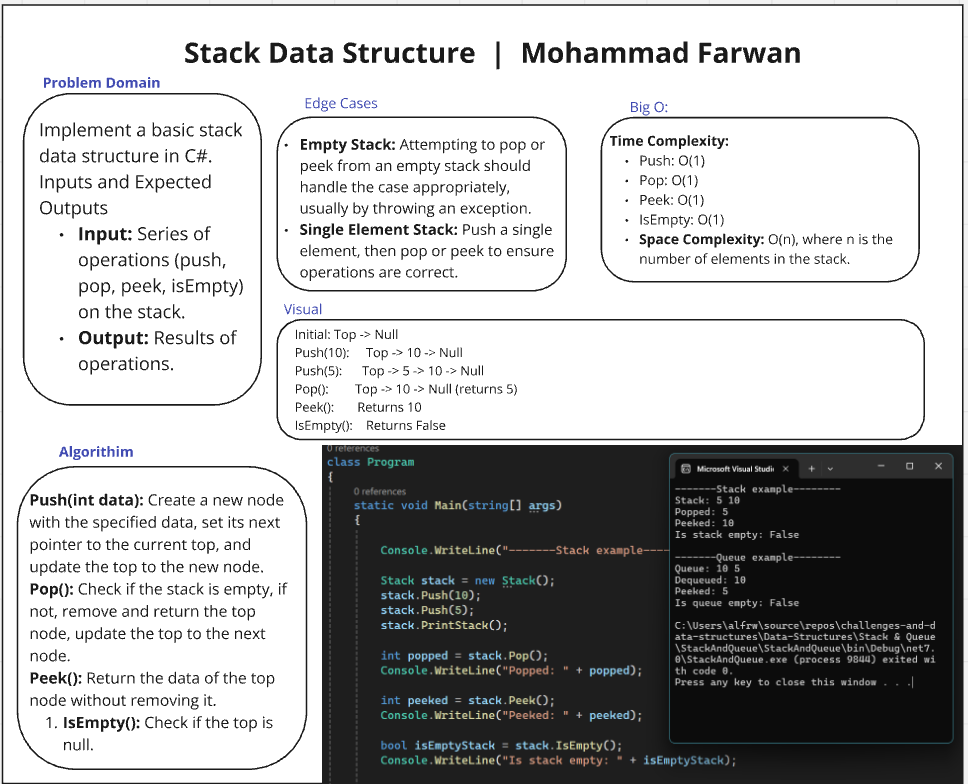 Stack Data Structure | Mohammad Farwan
Problem Domain
Implement a basic stack
data structure in C#.
Inputs and Expected
Outputs
• Input: Series of
operations (push,
pop, peek, isEmpty)
on the stack.
• Output: Results of
operations.
Edge Cases
• Empty Stack: Attempting to pop or
peek from an empty stack should
handle the case appropriately,
usually by throwing an exception.
• Single Element Stack: Push a single
element, then pop or peek to ensure
operations are correct.
Big O:
Time Complexity:
• Push: O(1)
• Pop: O(1)
• Peek: O(1)
• IsEmpty: O(1)
• Space Complexity: O(n), where n is the
number of elements in the stack.
Visual
Initial: Top -> Null
Push(10): Top -> 10 -> Null
Push(5): Top -> 5 -> 10 -> Null
Pop(): Top -> 10 -> Null (returns 5)
Peek(): Returns 10
IsEmpty(): Returns False
Algorithim
Push(int data): Create a new node
with the specified data, set its next
pointer to the current top, and
update the top to the new node.
Pop(): Check if the stack is empty, if
not, remove and return the top
node, update the top to the next
node.
Peek(): Return the data of the top
node without removing it.
1. IsEmpty(): Check if the top is
null.
0 references
class Program
{
0 references
static void Main(string[] args)
{
Console.WriteLine("-------Stack example----
Stack stack = new Stack();
stack.Push(10);
stack.Push(5);
stack.PrintStack();
int popped = stack.Pop();
Console.WriteLine("Popped: " + popped);
int peeked = stack.Peek();
Console.WriteLine("Peeked: " + peeked);
bool isEmptyStack = stack.IsEmpty();
Console.WriteLine("Is stack empty: " + isEmptyStack);
Microsoft Visual Studi
-------Stack example--------
Stack: 5 10
Popped: 5
Peeked: 10
Is stack empty: False
-------Queue example--------
Queue: 10 5
Dequeued: 10
Peeked: 5
Is queue empty: False
C:\Users\alfrw\source\repos\challenges-and-d
ata-structures\Data-Structures\Stack & Queue
\StackAndQueue\StackAndQueue\bin\Debug\net7.
0\StackAndQueue.exe (process 9844) exited wi
th code 0.
Press any key to close this window . . .